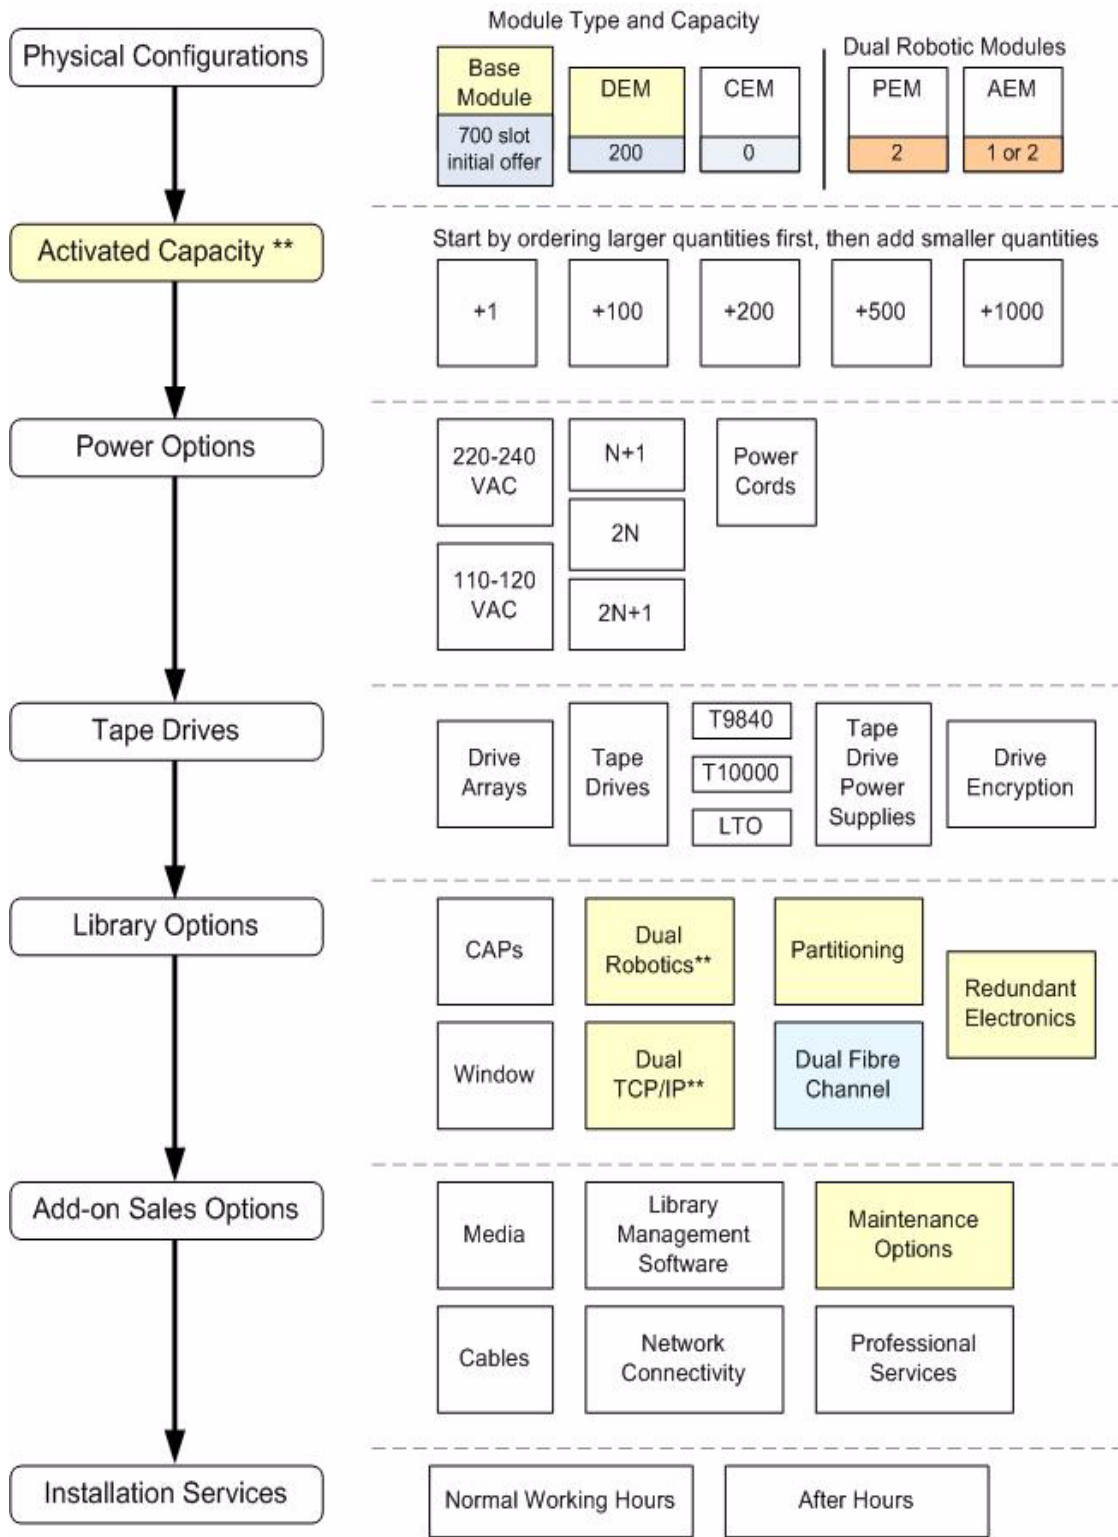 Physical Configurations
Module Type and Capacity
Base
Module
700 slot
initial offer
DEM
200
CEM
0
Dual Robotic Modules
PEM
2
AEM
1 or 2
Activated Capacity **
Start by ordering larger quantities first, then add smaller quantities
+1
+100
+200
+500
+1000
Power Options
220-240
VAC
110-120
VAC
N+1
2N
2N+1
Power
Cords
Tape Drives
Drive
Arrays
Tape
Drives
T9840
T10000
LTO
Tape
Drive
Power
Supplies
Drive
Encryption
Library Options
CAPs
Dual
Robotics**
Partitioning
Redundant
Electronics
Window
Dual
TCP/IP**
Dual Fibre
Channel
Add-on Sales Options
Media
Library
Management
Software
Maintenance
Options
Cables
Network
Connectivity
Professional
Services
Installation Services
Normal Working Hours
After Hours